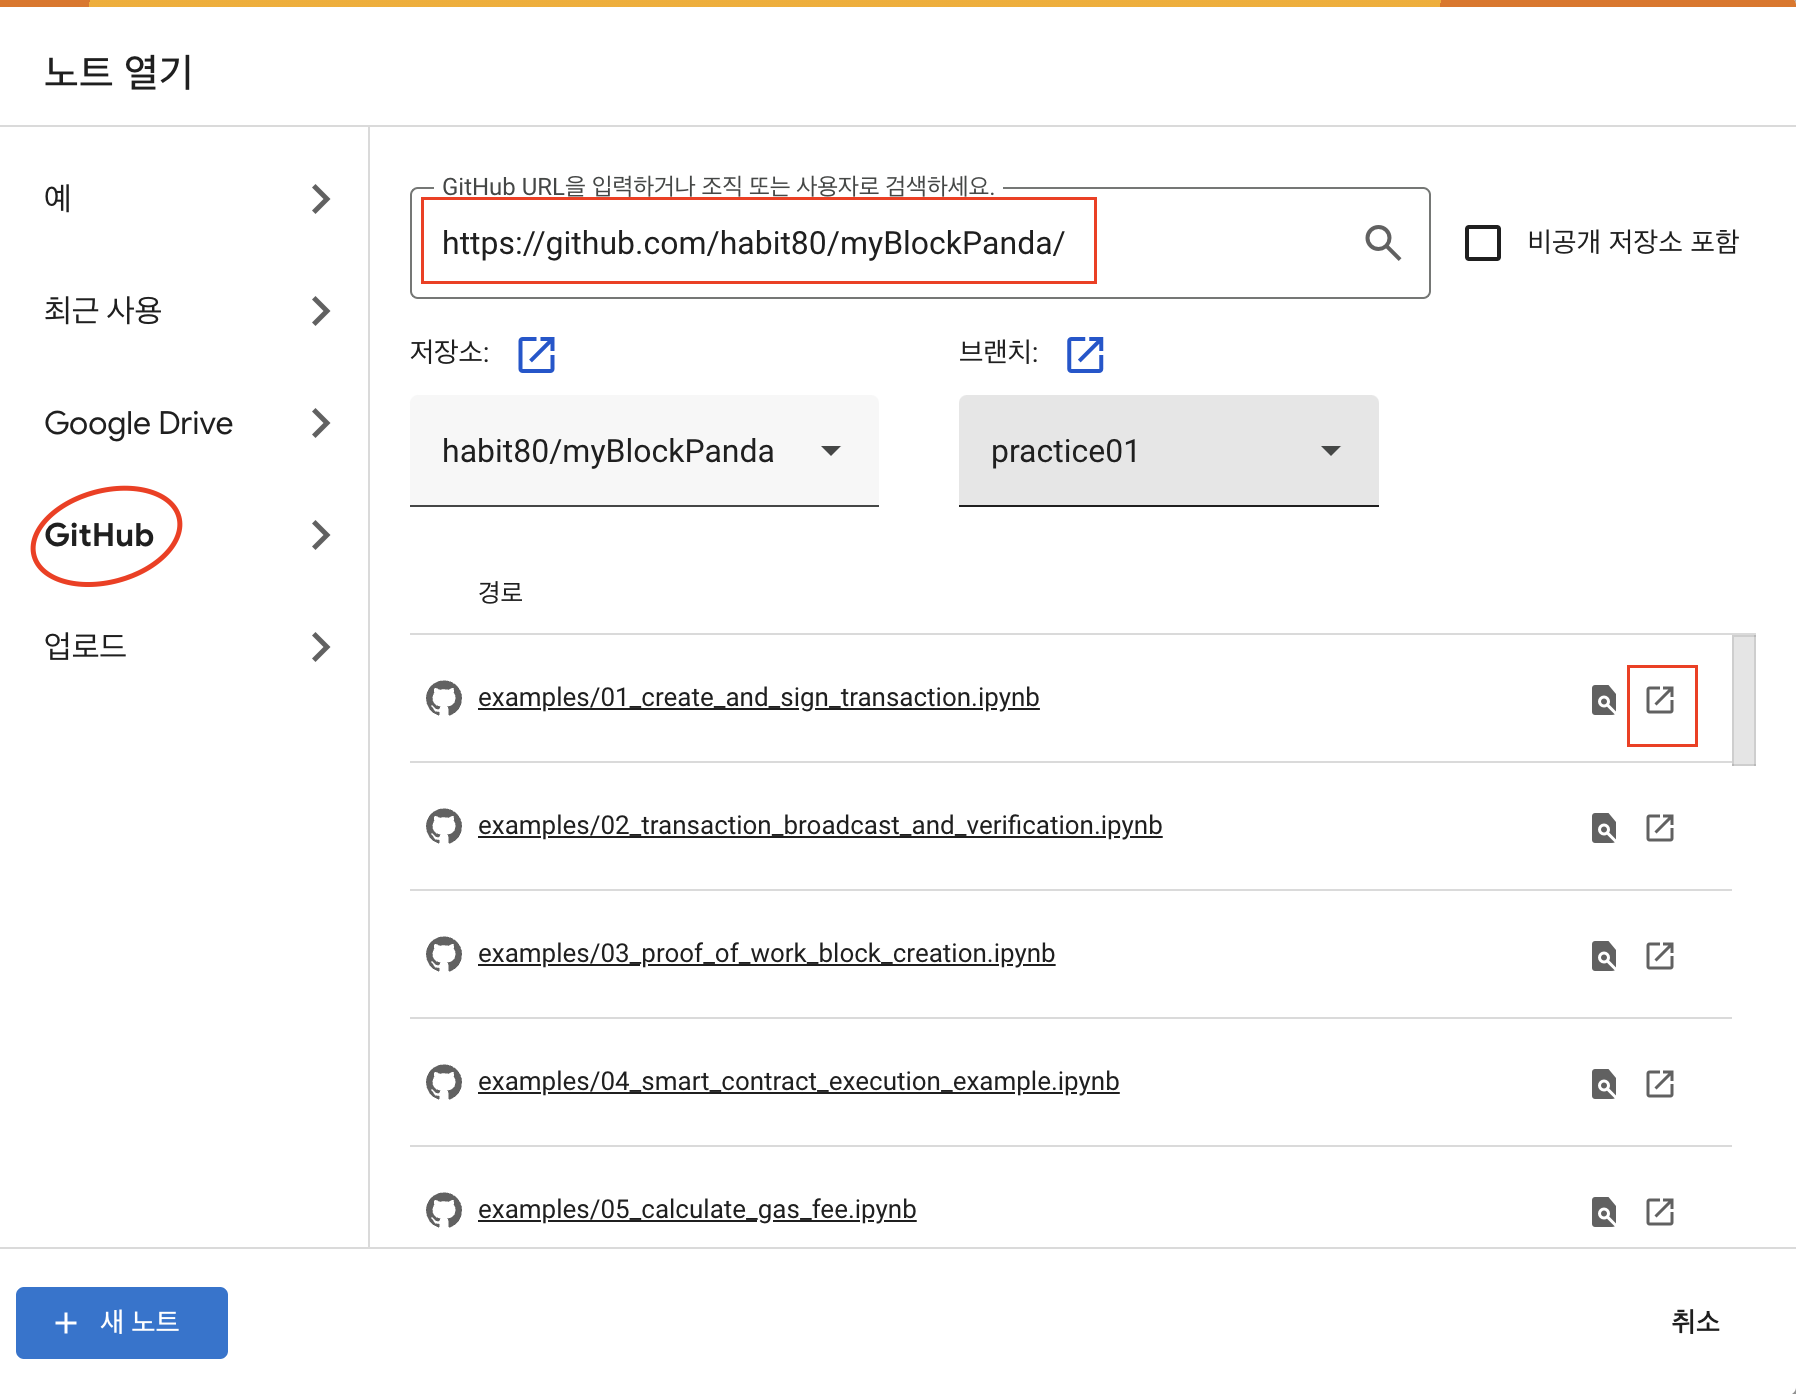 노트 열기
예
최근 사용
Google Drive
GitHub
업로드
GitHub URL을 입력하거나 조직 또는 사용자로 검색하세요.
https://github.com/habit80/myBlockPanda/
비공개 저장소 포함
저장소:
브랜치:
habit80/myBlockPanda
practice01
경로
examples/01_create_and_sign_transaction.ipynb
examples/02_transaction_broadcast_and_verification.ipynb
examples/03_proof_of_work_block_creation.ipynb
examples/04_smart_contract_execution_example.ipynb
examples/05_calculate_gas_fee.ipynb
+ 새 노트
취소